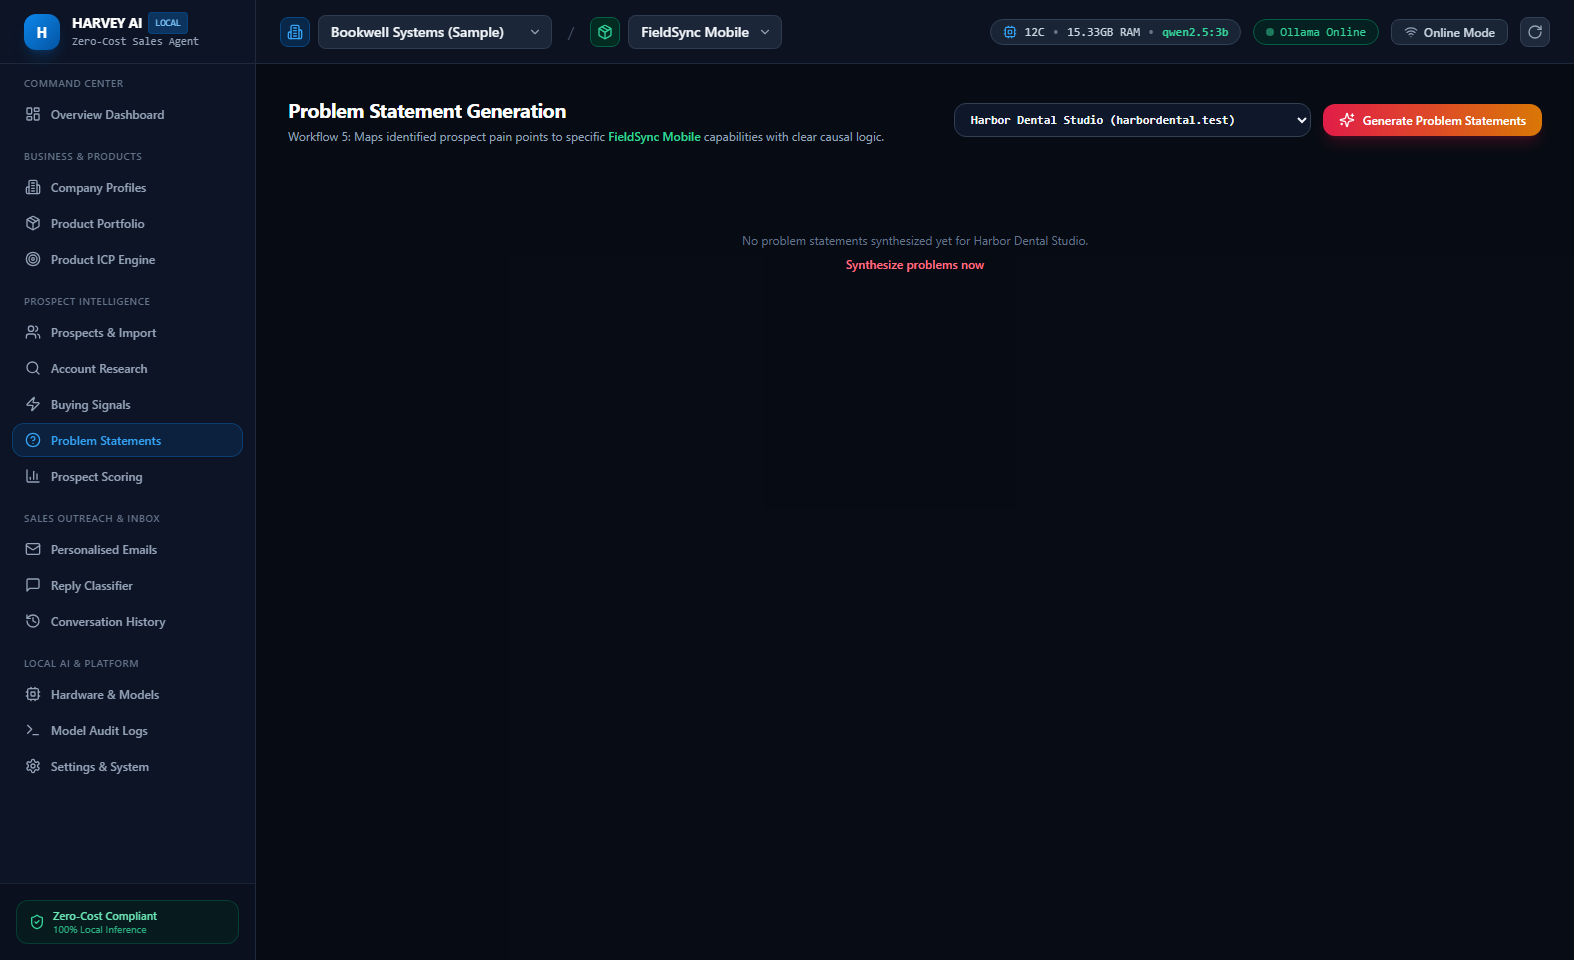 H
HARVEY AI LOCAL
Zero-Cost Sales Agent
Bookwell Systems (Sample) / FieldSync Mobile
12C • 15.33GB RAM • qwen2.5:3b
Ollama Online
Online Mode
COMMAND CENTER
Overview Dashboard
BUSINESS & PRODUCTS
Company Profiles
Product Portfolio
Product ICP Engine
PROSPECT INTELLIGENCE
Prospects & Import
Account Research
Buying Signals
Problem Statements
Prospect Scoring
SALES OUTREACH & INBOX
Personalised Emails
Reply Classifier
Conversation History
LOCAL AI & PLATFORM
Hardware & Models
Model Audit Logs
Settings & System
Zero-Cost Compliant
100% Local Inference
Problem Statement Generation
Workflow 5: Maps identified prospect pain points to specific FieldSync Mobile capabilities with clear causal logic.
Harbor Dental Studio (harbordental.test)
Generate Problem Statements
No problem statements synthesized yet for Harbor Dental Studio.
Synthesize problems now